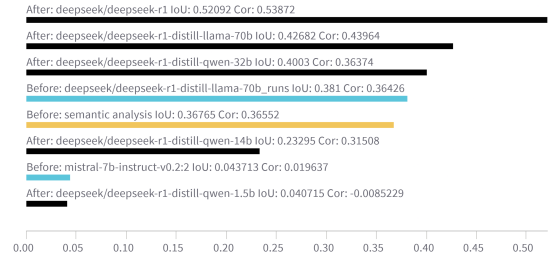 After: deepseek/deepseek-r1 IoU: 0.52092 Cor: 0.53872
After: deepseek/deepseek-r1-distill-llama-70b IoU: 0.42682 Cor: 0.43964
After: deepseek/deepseek-r1-distill-qwen-32b IoU: 0.4003 Cor: 0.36374
Before: deepseek/deepseek-r1-distill-llama-70b_runs IoU: 0.381 Cor: 0.36426
Before: semantic analysis IoU: 0.36765 Cor: 0.36552
After: deepseek/deepseek-r1-distill-qwen-14b IoU: 0.23295 Cor: 0.31508
Before: mistral-7b-instruct-v0.2:2 IoU: 0.043713 Cor: 0.019637
After: deepseek/deepseek-r1-distill-qwen-1.5b IoU: 0.040715 Cor: -0.0085229
0.00 0.05 0.10 0.15 0.20 0.25 0.30 0.35 0.40 0.45 0.50